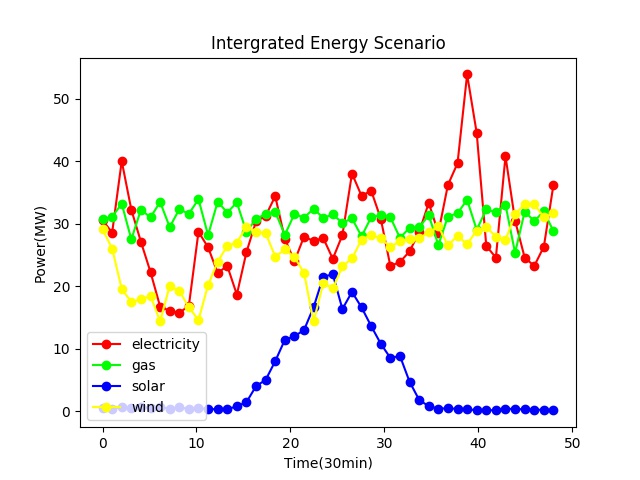 Intergrated Energy Scenario
Power(MW)
50
40
30
20
10
0
electricity
gas
solar
wind
0 10 20 30 40 50
Time(30min)